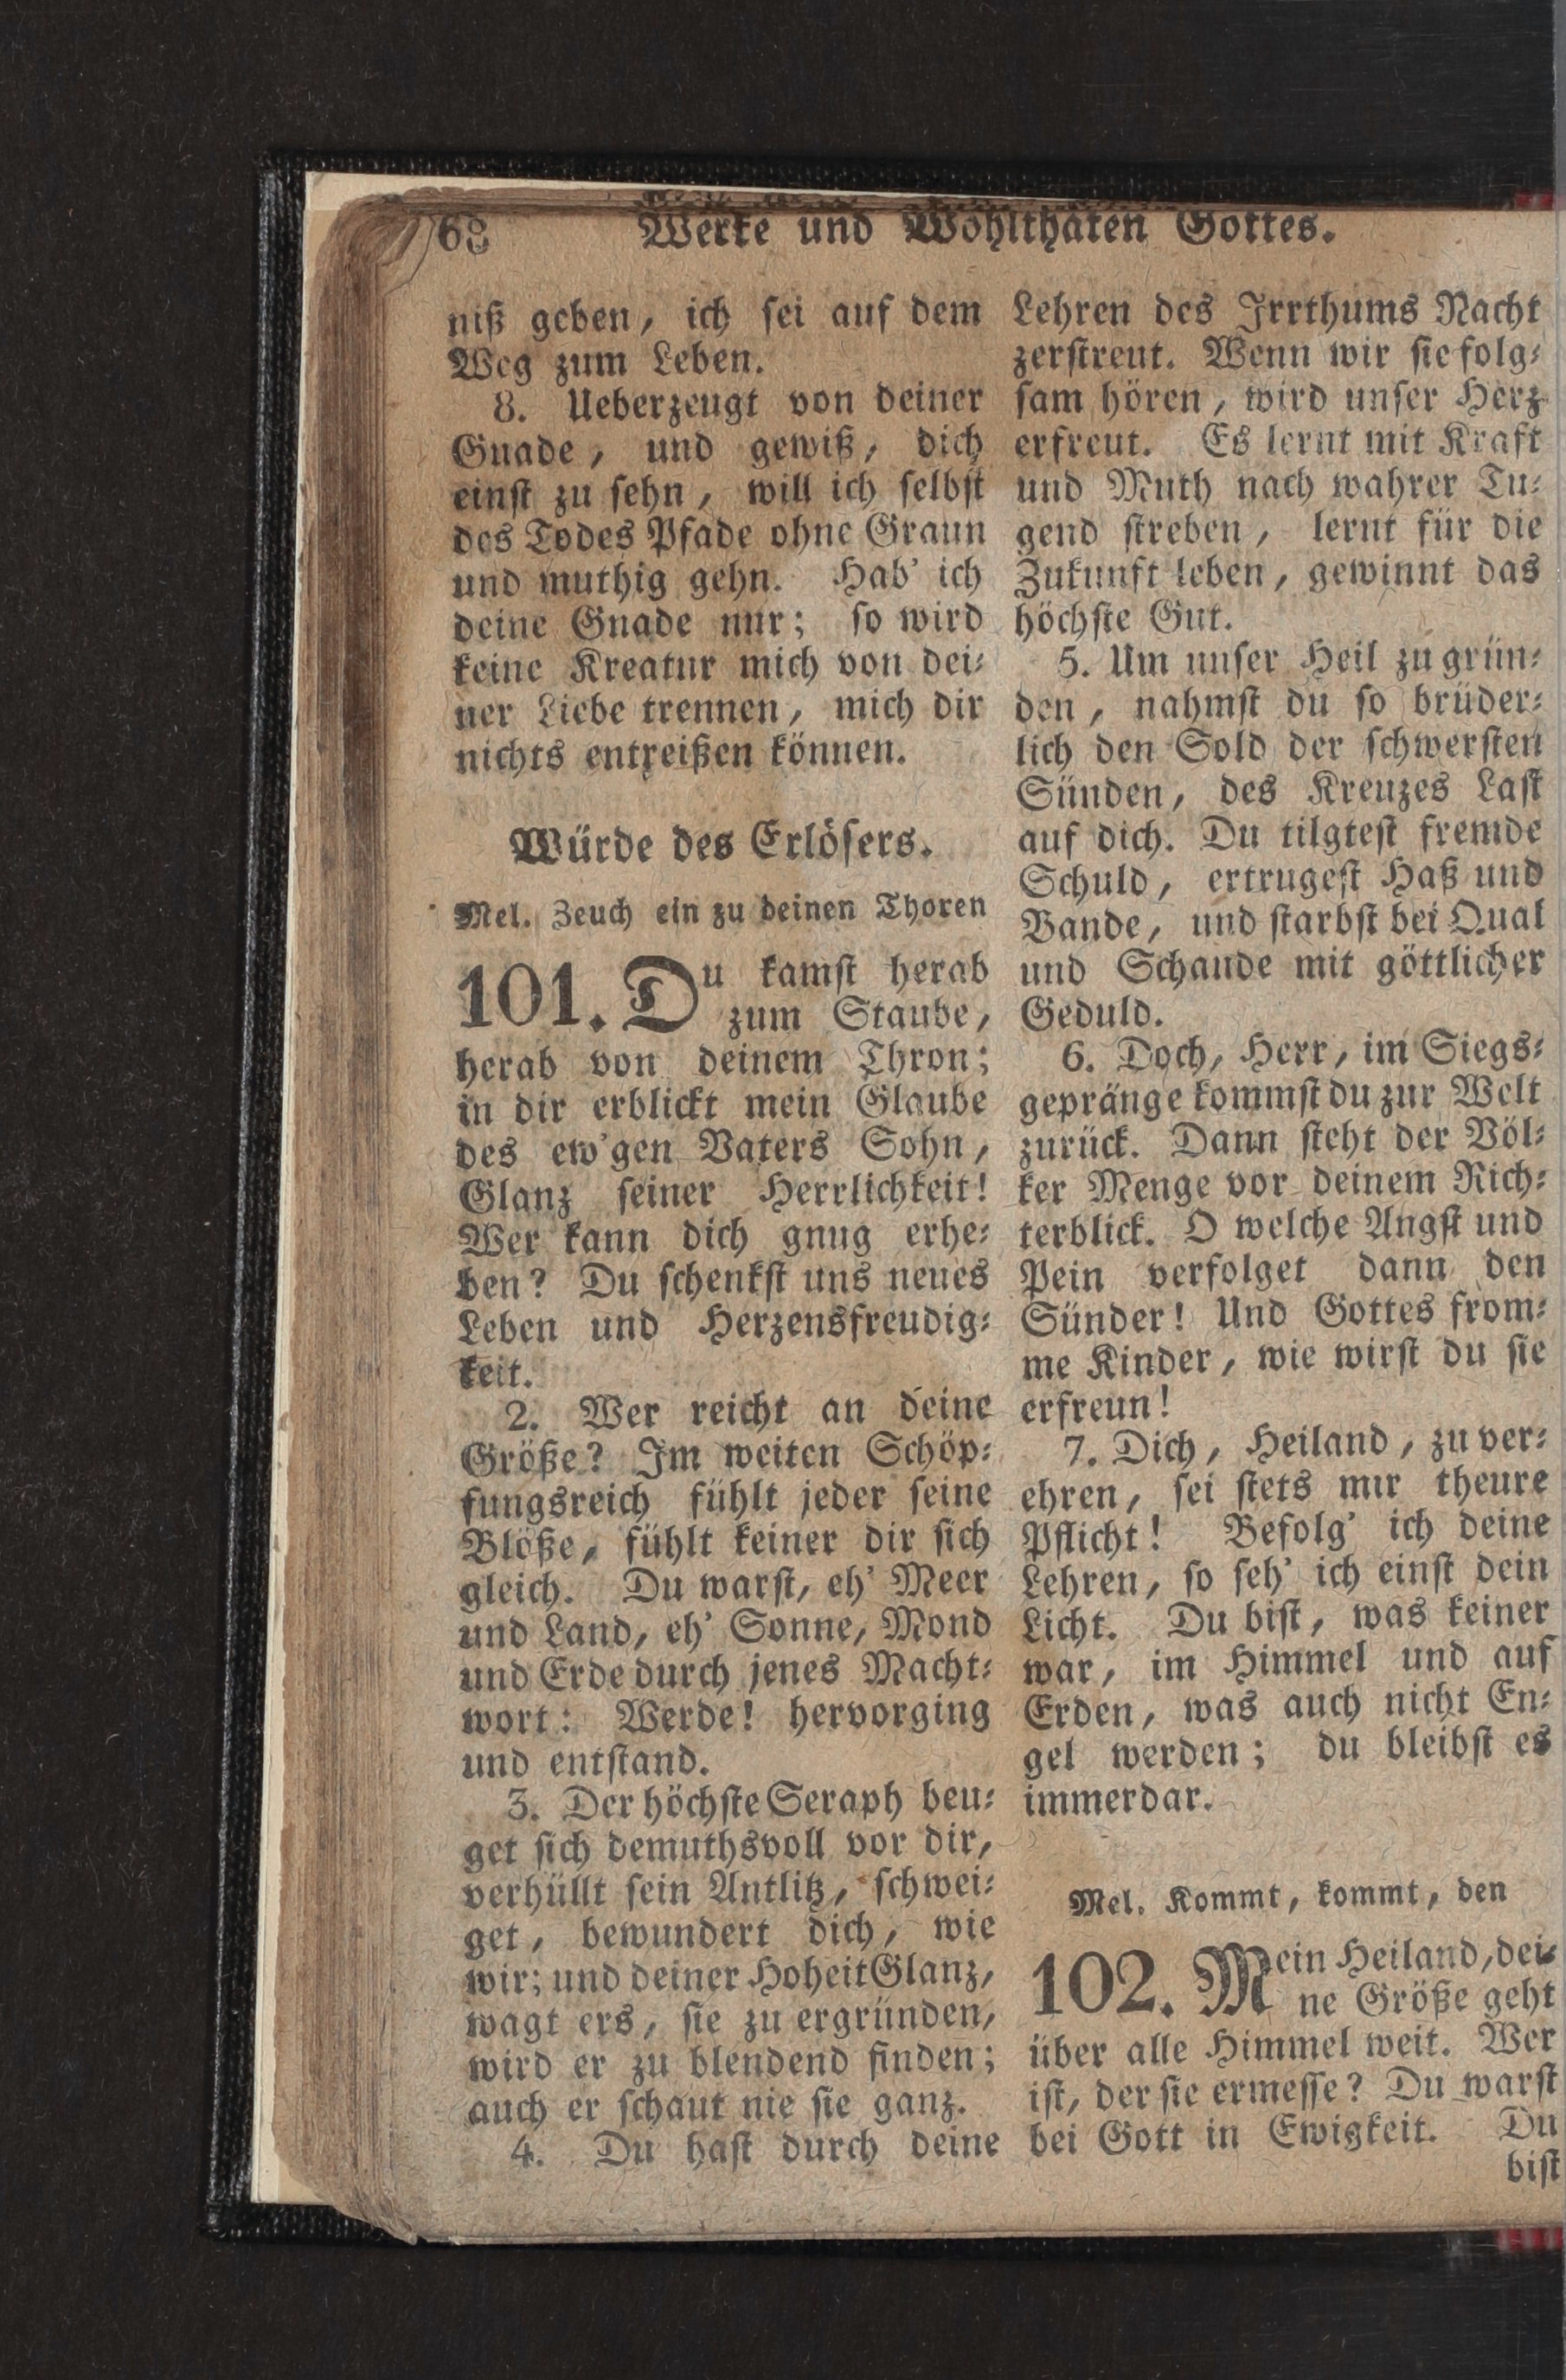 68 Werke und Wohlthaten Gottes.
niß geben, ich sei auf dem
Weg zum Leben.
8. Ueberzeugt von deiner
Gnade, und gewiß, dich
einst zu sehn, will ich selbst
des Todes Pfade ohne Graun
und muthig gehn. Hab' ich
deine Gnade nur; so wird
keine Kreatur mich von dei-
ner Liebe trennen, mich dir
nichts entreißen können.
Würde des Erlösers.
Mel. Zeuch ein zu deinen Thoren
101. Du kamst herab
zum Staube,
herab von deinem Thron;
in dir erblickt mein Glaube
des ew'gen Vaters Sohn,
Glanz seiner Herrlichkeit!
Wer kann dich gnug erhe-
ben? Du schenkst uns neues
Leben und Herzensfreudig-
keit.
2. Wer reicht an deine
Größe? Im weiten Schöp-
fungsreich fühlt jeder seine
Blöße, fühlt keiner dir sich
gleich. Du warst, eh' Meer
und Land, eh' Sonne, Mond
und Erde durch jenes Macht-
wort: Werde! hervorging
und entstand.
3. Der höchste Seraph beu-
get sich demuthsvoll vor dir,
verhüllt sein Antlitz, schwei-
get, bewundert dich, wie
wir; und deiner Hoheit Glanz,
wagt ers, sie zu ergründen,
wird er zu blendend finden;
auch er schaut nie sie ganz.
4. Du hast durch deine
Lehren des Irrthums Nacht
zerstreut. Wenn wir sie folg-
sam hören, wird unser Herz
erfreut. Es lernt mit Kraft
und Muth nach wahrer Tu-
gend streben, lernt für die
Zukunft leben, gewinnt das
höchste Gut.
5. Um unser Heil zu grün-
den, nahmst du so brüder-
lich den Sold der schwersten
Sünden, des Kreuzes Last
auf dich. Du tilgtest fremde
Schuld, ertrugest Haß und
Bande, und starbst bei Qual
und Schande mit göttlicher
Geduld.
6. Doch, Herr, im Siegs-
gepränge kommst du zur Welt
zurück. Dann steht der Völ-
ker Menge vor deinem Rich-
terblick. O welche Angst und
Pein verfolget dann den
Sünder! Und Gottes from-
me Kinder, wie wirst du sie
erfreun!
7. Dich, Heiland, zu ver-
ehren, sei stets mir theure
Pflicht! Befolg' ich deine
Lehren, so seh' ich einst dein
Licht. Du bist, was keiner
war, im Himmel und auf
Erden, was auch nicht En-
gel werden; du bleibst es
immerdar.
Mel. Kommt, kommt, den
102. Mein Heiland, dei-
ne Größe geht
über alle Himmel weit. Wer
ist, der sie ermesse? Du warst
bei Gott in Ewigkeit. Du
bist